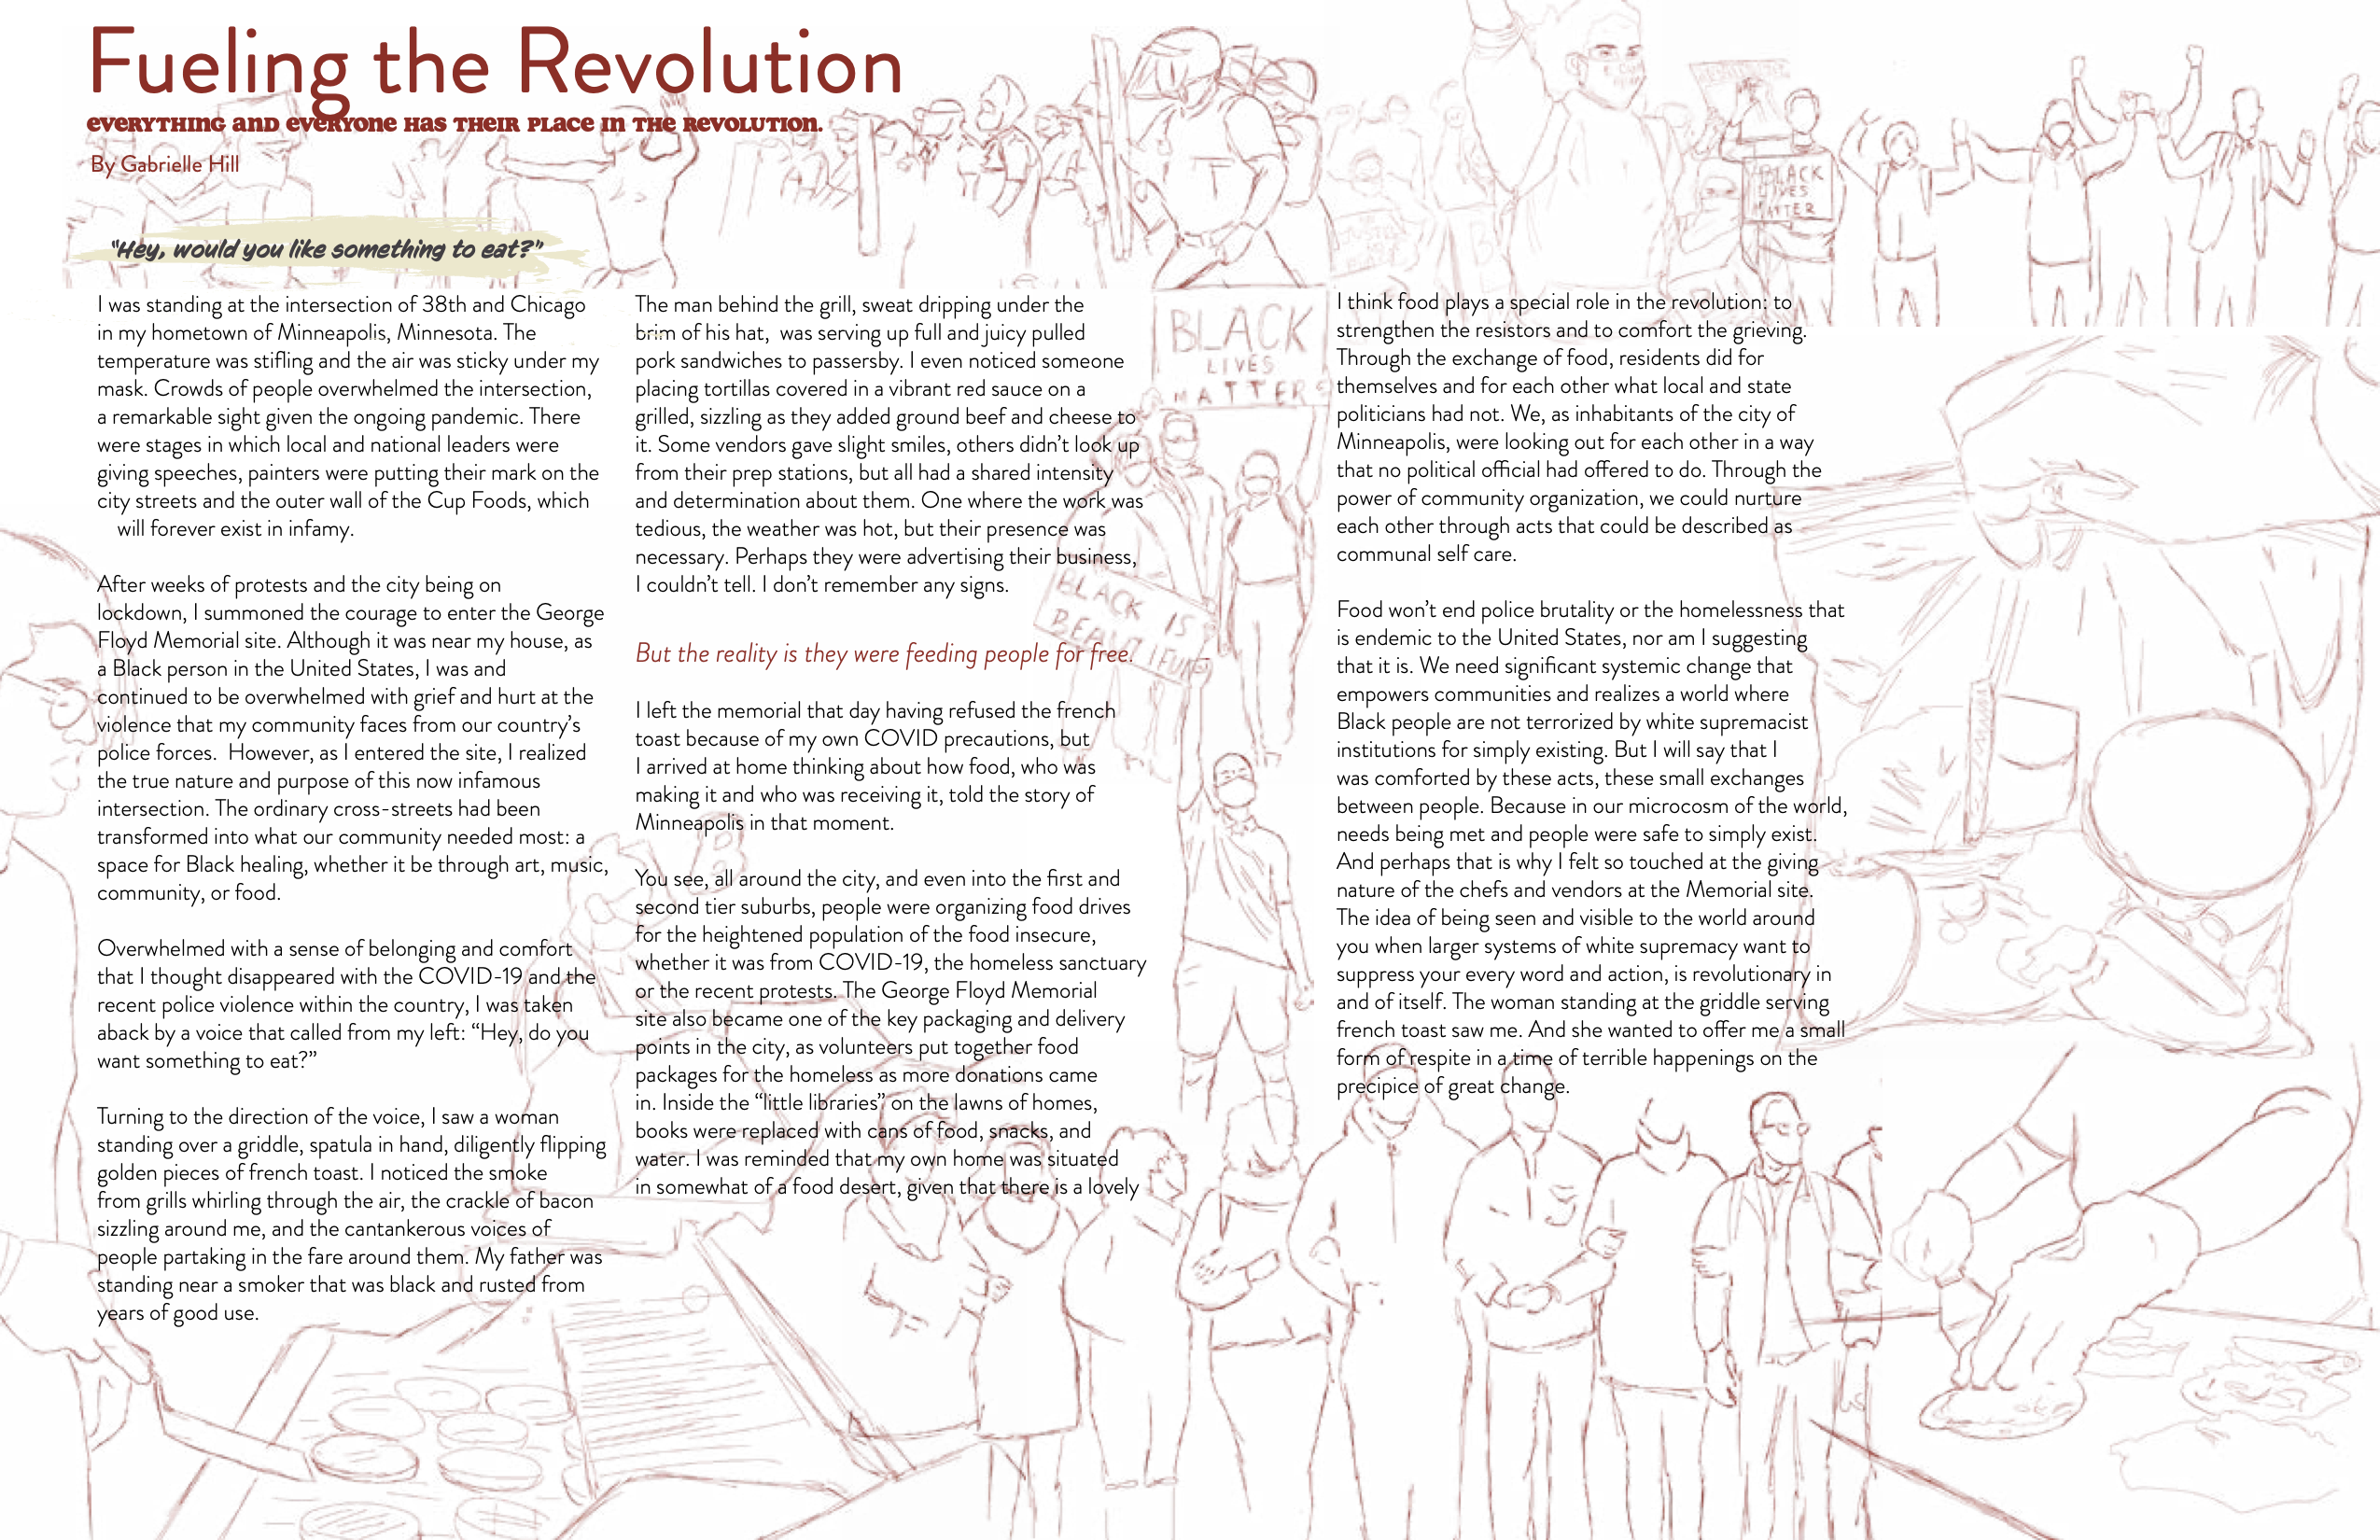 Fueling the Revolution
everything and everyone has their place in the revolution.
By Gabrielle Hill
"Hey, would you like something to eat?"
I was standing at the intersection of 38th and Chicago
in my hometown of Minneapolis, Minnesota. The
temperature was stifling and the air was sticky under my
mask. Crowds of people overwhelmed the intersection,
a remarkable sight given the ongoing pandemic. There
were stages in which local and national leaders were
giving speeches, painters were putting their mark on the
city streets and the outer wall of the Cup Foods, which
will forever exist in infamy.
After weeks of protests and the city being on
lockdown, I summoned the courage to enter the George
Floyd Memorial site. Although it was near my house, as
a Black person in the United States, I was and
continued to be overwhelmed with grief and hurt at the
violence that my community faces from our country's
police forces.  However, as I entered the site, I realized
the true nature and purpose of this now infamous
intersection. The ordinary cross-streets had been
transformed into what our community needed most: a
space for Black healing, whether it be through art, music,
community, or food.
Overwhelmed with a sense of belonging and comfort
that I thought disappeared with the COVID-19 and the
recent police violence within the country, I was taken
aback by a voice that called from my left: “Hey, do you
want something to eat?”
Turning to the direction of the voice, I saw a woman
standing over a griddle, spatula in hand, diligently flipping
golden pieces of french toast. I noticed the smoke
from grills whirling through the air, the crackle of bacon
sizzling around me, and the cantankerous voices of
people partaking in the fare around them. My father was
standing near a smoker that was black and rusted from
years of good use.
The man behind the grill, sweat dripping under the
brim of his hat,  was serving up full and juicy pulled
pork sandwiches to passersby. I even noticed someone
placing tortillas covered in a vibrant red sauce on a
grilled, sizzling as they added ground beef and cheese to
it. Some vendors gave slight smiles, others didn't look up
from their prep stations, but all had a shared intensity
and determination about them. One where the work was
tedious, the weather was hot, but their presence was
necessary. Perhaps they were advertising their business,
I couldn't tell. I don't remember any signs.
But the reality is they were feeding people for free.
I left the memorial that day having refused the french
toast because of my own COVID precautions, but
I arrived at home thinking about how food, who was
making it and who was receiving it, told the story of
Minneapolis in that moment.
You see, all around the city, and even into the first and
second tier suburbs, people were organizing food drives
for the heightened population of the food insecure,
whether it was from COVID-19, the homeless sanctuary
or the recent protests. The George Floyd Memorial
site also became one of the key packaging and delivery
points in the city, as volunteers put together food
packages for the homeless as more donations came
in. Inside the “little libraries” on the lawns of homes,
books were replaced with cans of food, snacks, and
water. I was reminded that my own home was situated
in somewhat of a food desert, given that there is a lovely
I think food plays a special role in the revolution: to
strengthen the resistors and to comfort the grieving.
Through the exchange of food, residents did for
themselves and for each other what local and state
politicians had not. We, as inhabitants of the city of
Minneapolis, were looking out for each other in a way
that no political official had offered to do. Through the
power of community organization, we could nurture
each other through acts that could be described as
communal self care.
Food won't end police brutality or the homelessness that
is endemic to the United States, nor am I suggesting
that it is. We need significant systemic change that
empowers communities and realizes a world where
Black people are not terrorized by white supremacist
institutions for simply existing. But I will say that I
was comforted by these acts, these small exchanges
between people. Because in our microcosm of the world,
needs being met and people were safe to simply exist.
And perhaps that is why I felt so touched at the giving
nature of the chefs and vendors at the Memorial site.
The idea of being seen and visible to the world around
you when larger systems of white supremacy want to
suppress your every word and action, is revolutionary in
and of itself. The woman standing at the griddle serving
french toast saw me. And she wanted to offer me a small
form of respite in a time of terrible happenings on the
precipice of great change.
BLACK
LIVES
MATTER
BLACK
LIVES
MATTER
BLACK IS